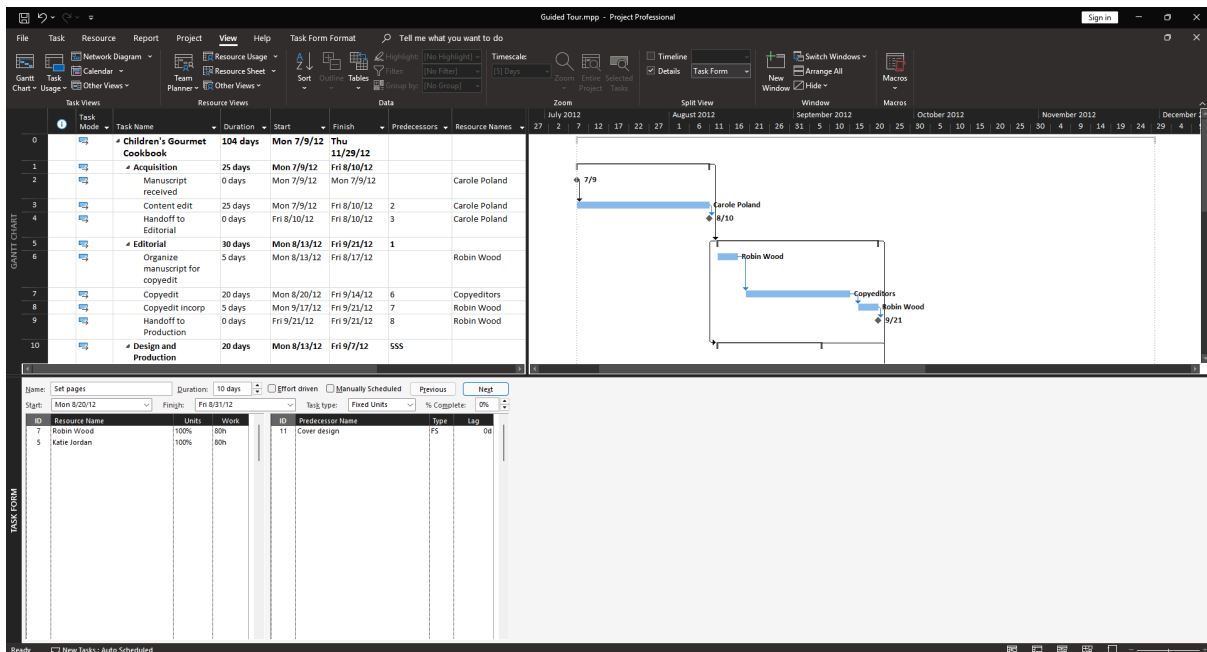 Guided Tour.mpp - Project Professional
Sign in
File Task Resource Report Project View Help Task Form Format Tell me what you want to do
Gantt Chart
Task Usage
Network Diagram
Calendar
Other Views
Task Views
Team Planner
Resource Usage
Resource Sheet
Other Views
Resource Views
Sort
Outline
Tables
Highlight: [No Highlight]
Filter: [No Filter]
Group by: [No Group]
Data
Timescale:
[5] Days
Zoom
Entire Project
Selected Tasks
Zoom
Timeline
Details Task Form
Split View
New Window
Switch Windows
Arrange All
Hide
Window
Macros
Macros
Task Mode Task Name Duration Start Finish Predecessors Resource Names
July 2012 August 2012 September 2012 October 2012 November 2012 December
27 2 7 12 17 22 27 1 6 11 16 21 26 31 5 10 15 20 25 30 5 10 15 20 25 30 4 9 14 19 24 29 4
GANTT CHART
0 Children's Gourmet Cookbook 104 days Mon 7/9/12 Thu 11/29/12
1 Acquisition 25 days Mon 7/9/12 Fri 8/10/12
2 Manuscript received 0 days Mon 7/9/12 Mon 7/9/12 Carole Poland
7/9
3 Content edit 25 days Mon 7/9/12 Fri 8/10/12 2 Carole Poland
Carole Poland
4 Handoff to Editorial 0 days Fri 8/10/12 Fri 8/10/12 3 Carole Poland
8/10
5 Editorial 30 days Mon 8/13/12 Fri 9/21/12 1
6 Organize manuscript for copyedit 5 days Mon 8/13/12 Fri 8/17/12 Robin Wood
Robin Wood
7 Copyedit 20 days Mon 8/20/12 Fri 9/14/12 6 Copyeditors
Copyeditors
8 Copyedit incorp 5 days Mon 9/17/12 Fri 9/21/12 7 Robin Wood
Robin Wood
9 Handoff to Production 0 days Fri 9/21/12 Fri 9/21/12 8 Robin Wood
9/21
10 Design and Production 20 days Mon 8/13/12 Fri 9/7/12 5SS
TASK FORM
Name: Set pages Duration: 10 days Effort driven Manually Scheduled Previous Next
Start: Mon 8/20/12 Finish: Fri 8/31/12 Task type: Fixed Units % Complete: 0%
ID Resource Name Units Work ID Predecessor Name Type Lag
7 Robin Wood 100% 80h 11 Cover design FS 0d
5 Katie Jordan 100% 80h
Ready New Tasks : Auto Scheduled